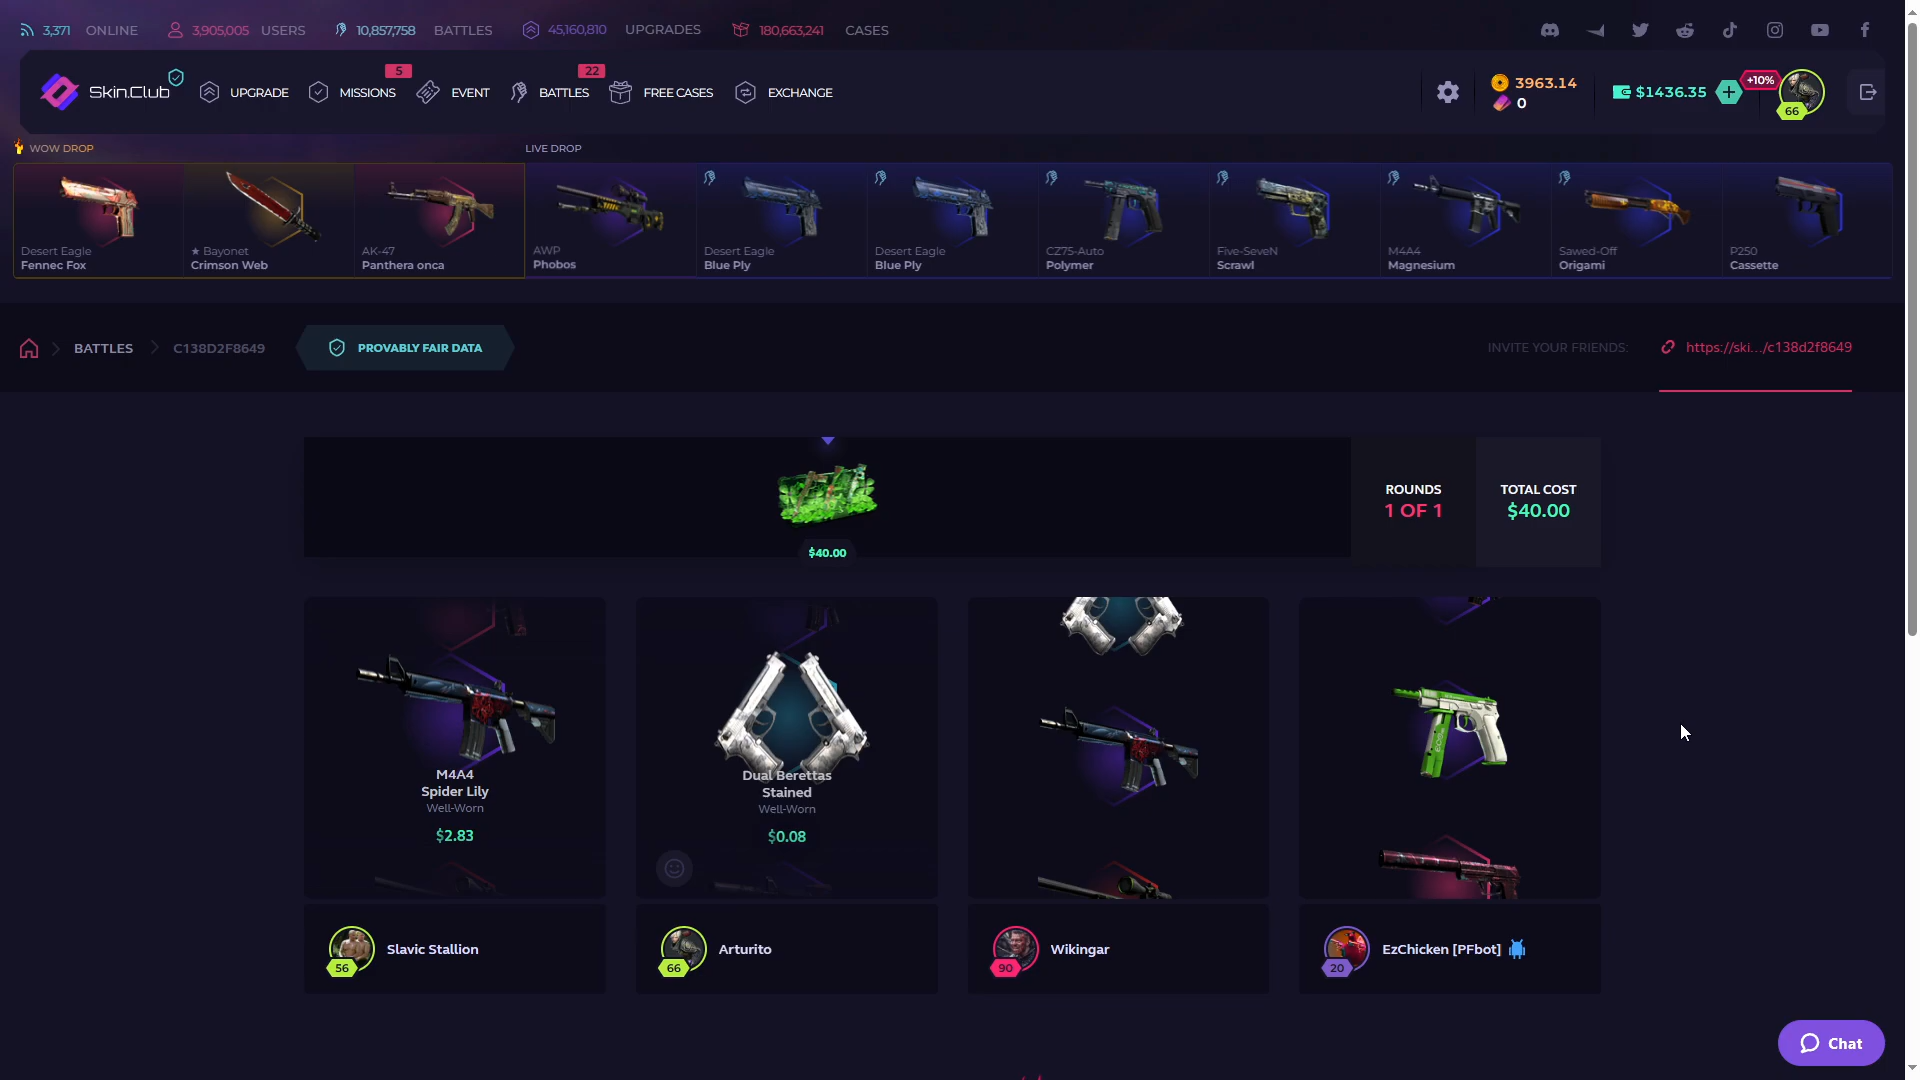 3,371 ONLINE 3,905,005 USERS 10,857,758 BATTLES 45,160,810 UPGRADES 180,663,241 CASES
Skin.Club UPGRADE 5 MISSIONS EVENT 22 BATTLES FREE CASES EXCHANGE
3963.14
0
$1436.35
+10%
66
WOW DROP
LIVE DROP
Desert Eagle
Fennec Fox
★ Bayonet
Crimson Web
AK-47
Panthera onca
AWP
Phobos
Desert Eagle
Blue Ply
Desert Eagle
Blue Ply
CZ75-Auto
Polymer
Five-SeveN
Scrawl
M4A4
Magnesium
Sawed-Off
Origami
P250
Cassette
BATTLES C138D2F8649 PROVABLY FAIR DATA INVITE YOUR FRIENDS: https://ski.../c138d2f8649
$40.00
ROUNDS
1 OF 1
TOTAL COST
$40.00
M4A4
Spider Lily
Well-Worn
$2.83
Dual Berettas
Stained
Well-Worn
$0.08
56 Slavic Stallion
66 Arturito
90 Wikingar
20 EzChicken [PFbot]
Chat